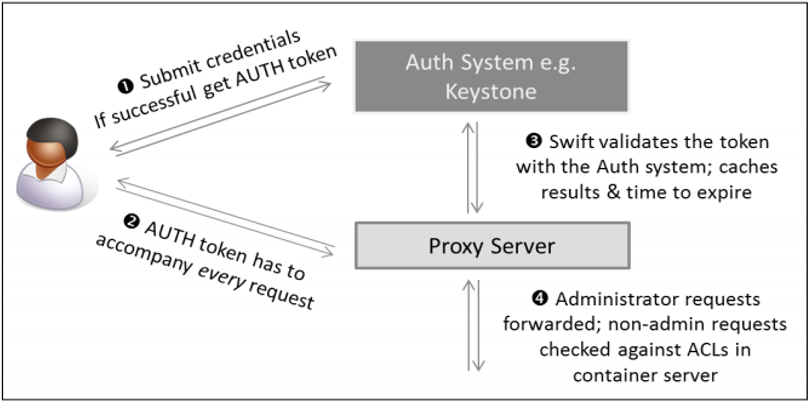 ❶ Submit credentials
If successful get AUTH token
Auth System e.g.
Keystone
❸ Swift validates the token
with the Auth system; caches
results & time to expire
❷ AUTH token has to
accompany every request
Proxy Server
❹ Administrator requests
forwarded; non-admin requests
checked against ACLs in
container server